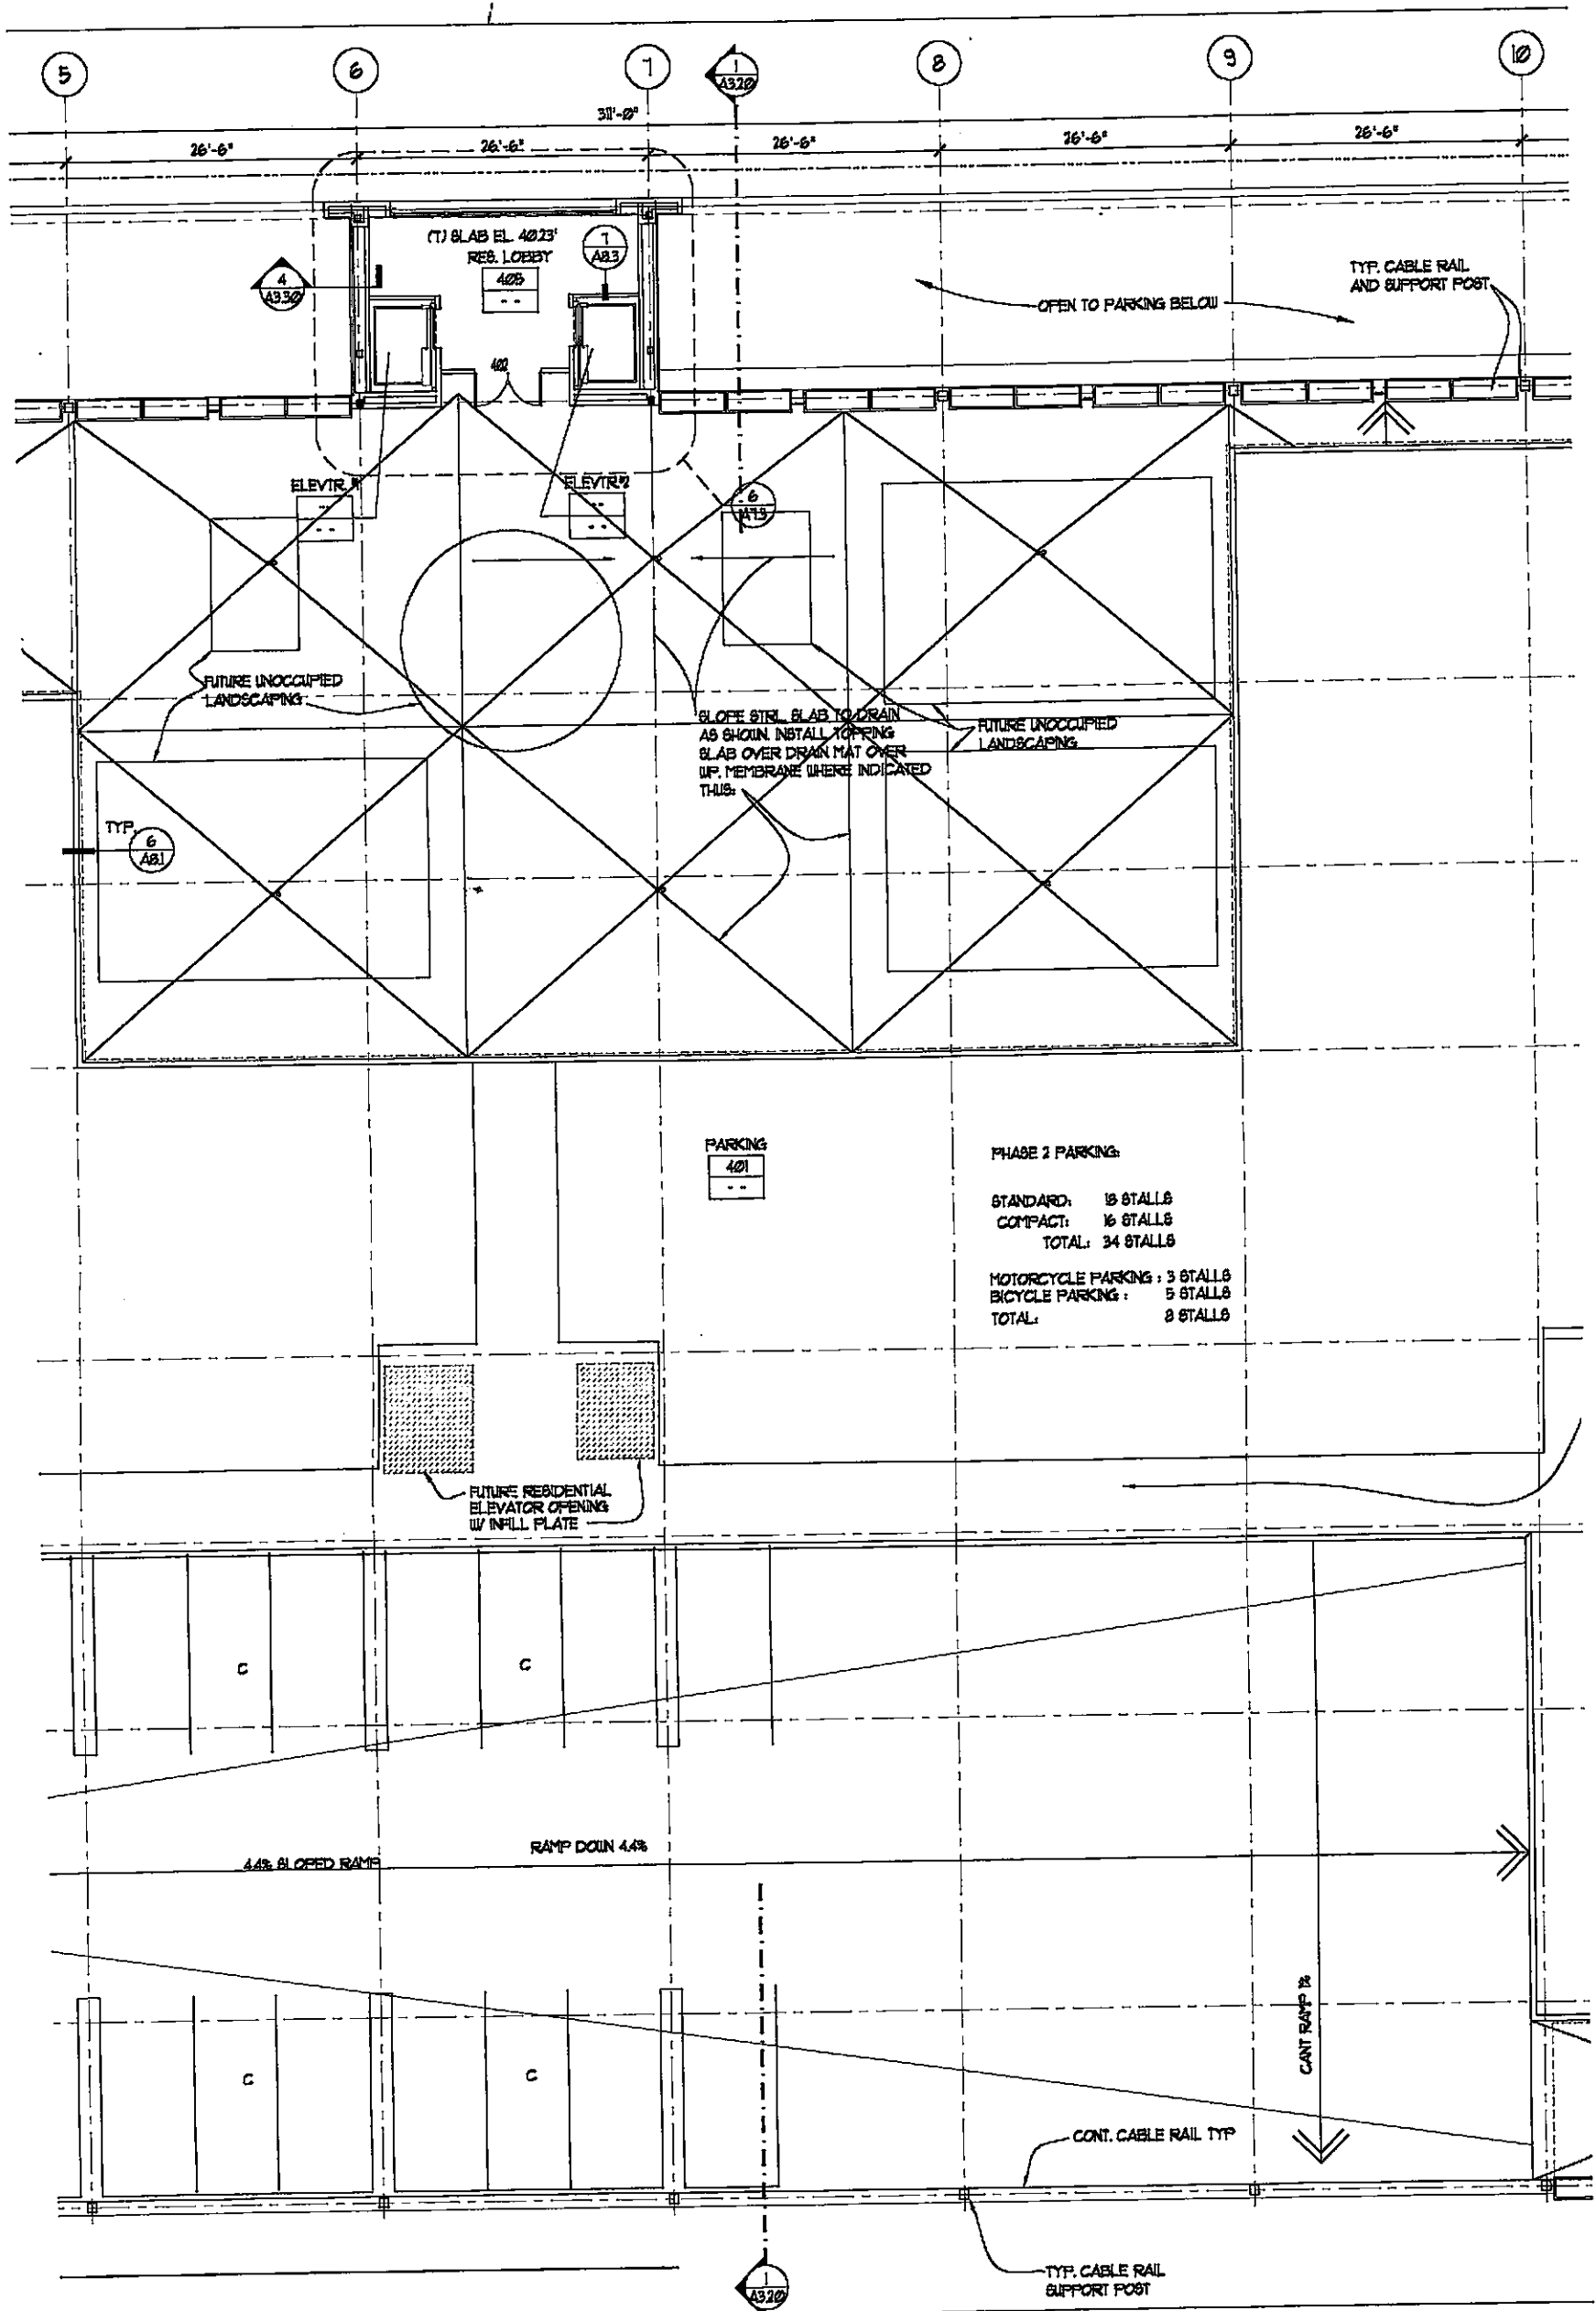 5
6
7
1
A3.20
8
9
10
311'-0"
26'-6"
26'-6"
26'-6"
26'-6"
26'-6"
(T) SLAB EL. 40.23'
RES. LOBBY
405
- -
7
A8.3
4
A3.30
TYP. CABLE RAIL
AND SUPPORT POST
OPEN TO PARKING BELOW
402
ELEVTR.
- -
- -
ELEVTR.#2
- -
- -
6
A7.3
FUTURE UNOCCUPIED
LANDSCAPING
SLOPE STRL. SLAB TO DRAIN
AS SHOWN. INSTALL TOPPING
SLAB OVER DRAIN MAT OVER
WP. MEMBRANE WHERE INDICATED
THUS:
FUTURE UNOCCUPIED
LANDSCAPING
TYP.
6
A8.1
PARKING
401
- -
PHASE 2 PARKING:
STANDARD: 18 STALLS
COMPACT: 16 STALLS
TOTAL: 34 STALLS
MOTORCYCLE PARKING : 3 STALLS
BICYCLE PARKING : 5 STALLS
TOTAL: 8 STALLS
FUTURE RESIDENTIAL
ELEVATOR OPENING
W/ INFILL PLATE
C
C
RAMP DOWN 4.4%
4.4% SLOPED RAMP
CANT RAMP 1%
C
C
CONT. CABLE RAIL TYP
TYP. CABLE RAIL
SUPPORT POST
1
A3.20